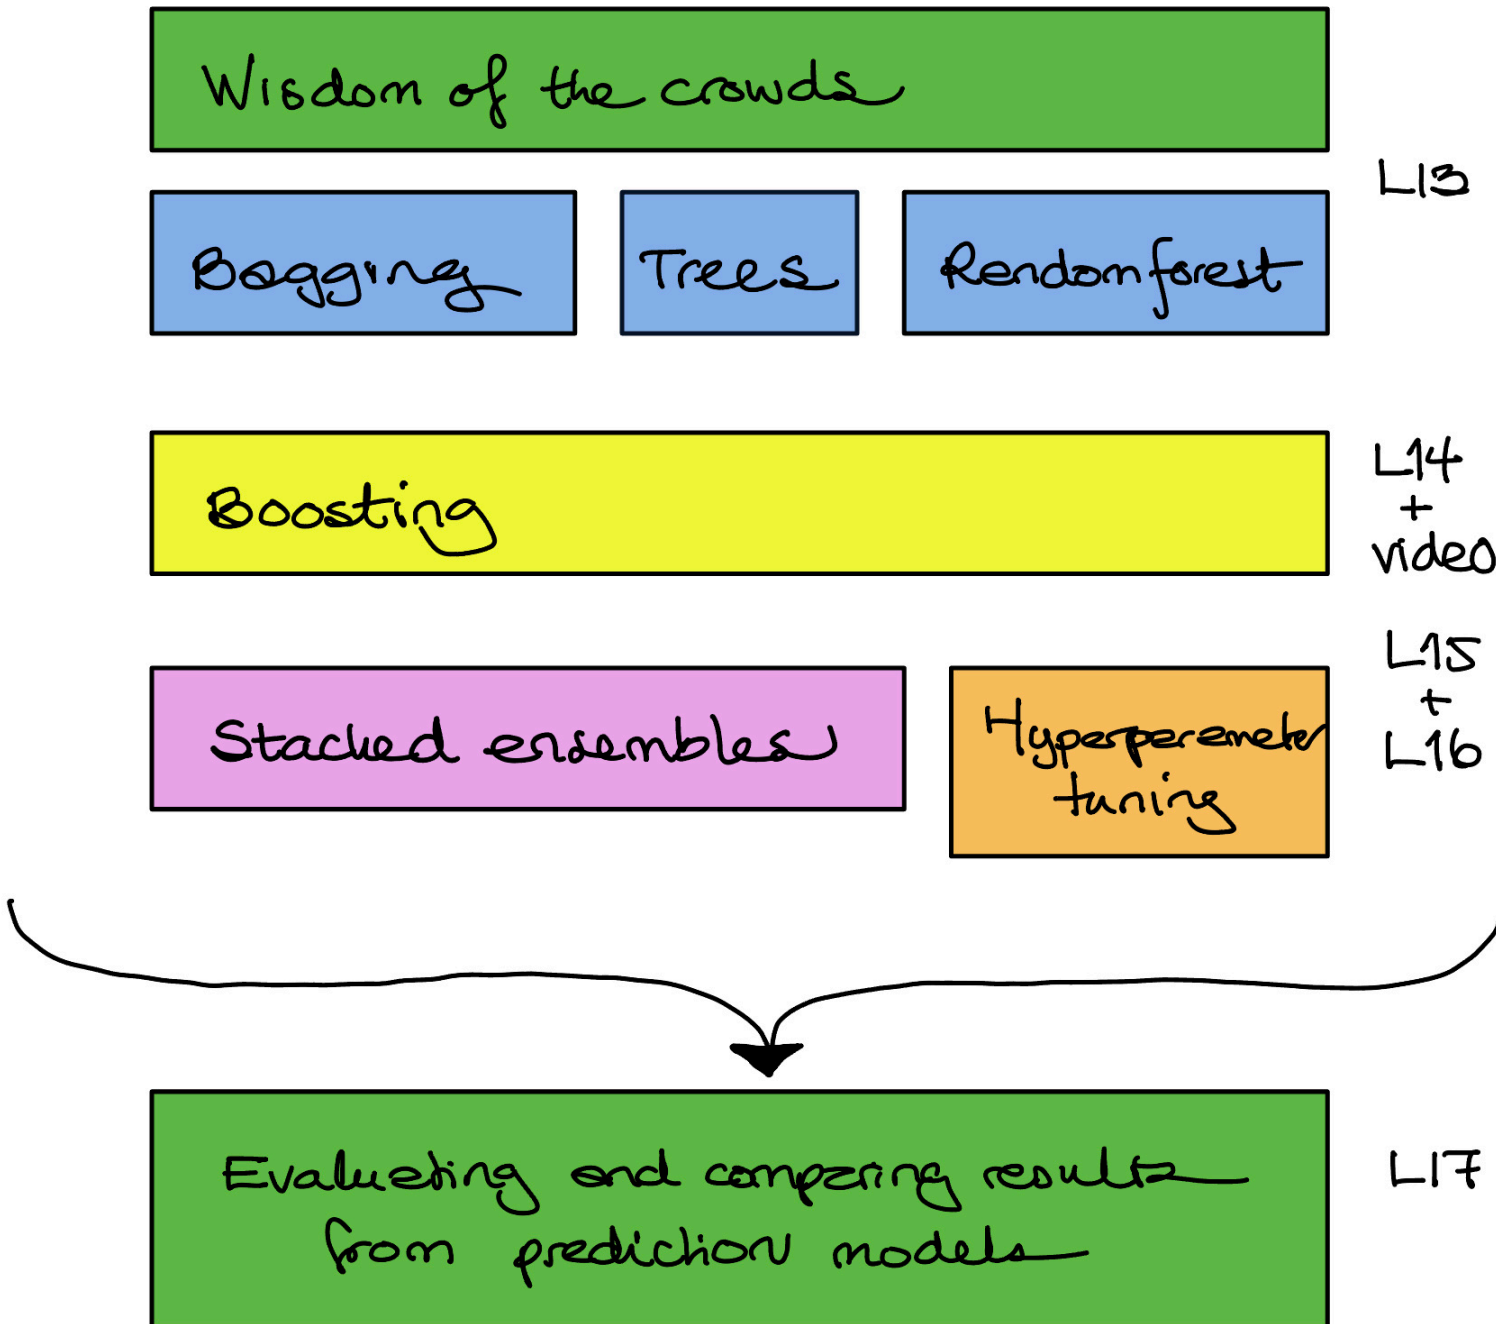 Wisdom of the crowds
L13
Bagging
Trees
Random forest
Boosting
L14
+
video
Stacked ensembles
Hyperparameter
tuning
L15
+
L16
Evaluating and comparing results
from prediction models
L17